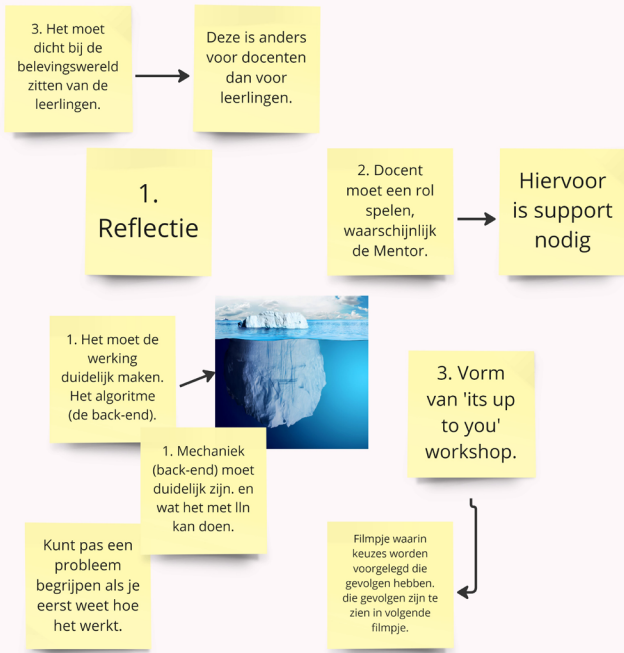 3. Het moet
dicht bij de
belevingswereld
zitten van de
leerlingen.
Deze is anders
voor docenten
dan voor
leerlingen.
1.
Reflectie
2. Docent
moet een rol
spelen,
waarschijnlijk
de Mentor.
Hiervoor
is support
nodig
1. Het moet de
werking
duidelijk maken.
Het algoritme
(de back-end).
1. Mechaniek
(back-end) moet
duidelijk zijn. en
wat het met lln
kan doen.
Kunt pas een
probleem
begrijpen als je
eerst weet hoe
het werkt.
3. Vorm
van 'its up
to you'
workshop.
Filmpje waarin
keuzes worden
voorgelegd die
gevolgen hebben.
die gevolgen zijn te
zien in volgende
filmpje.